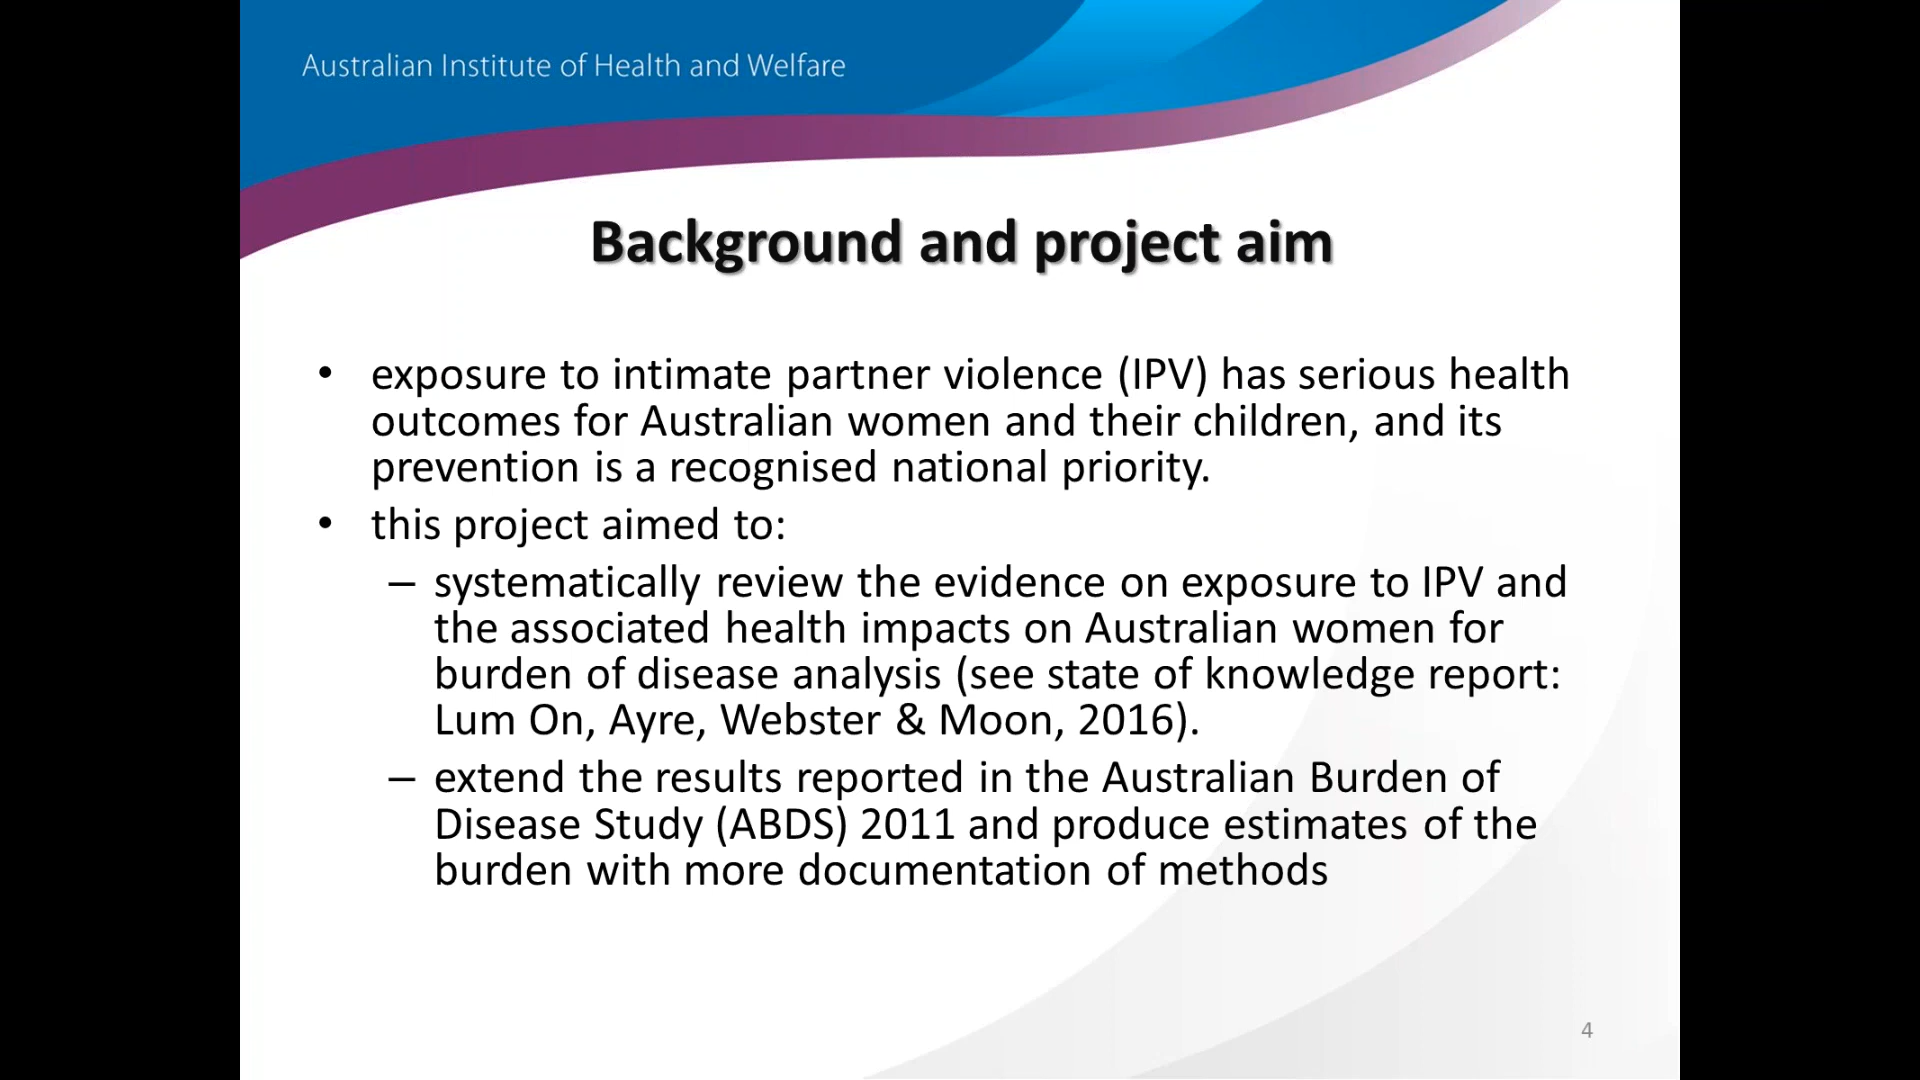 Australian Institute of Health and Welfare
Background and project aim
• exposure to intimate partner violence (IPV) has serious health
outcomes for Australian women and their children, and its
prevention is a recognised national priority.
• this project aimed to:
– systematically review the evidence on exposure to IPV and
the associated health impacts on Australian women for
burden of disease analysis (see state of knowledge report:
Lum On, Ayre, Webster & Moon, 2016).
– extend the results reported in the Australian Burden of
Disease Study (ABDS) 2011 and produce estimates of the
burden with more documentation of methods
4